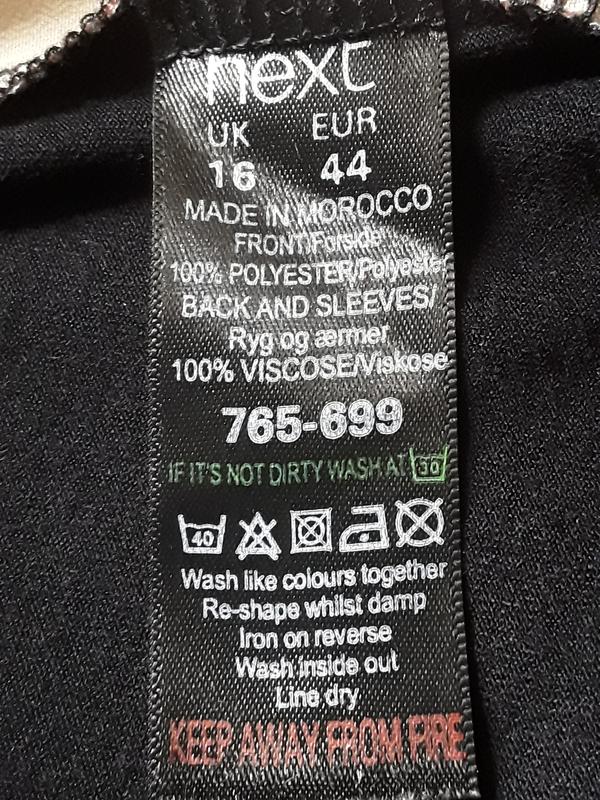 next
UK EUR
16 44
MADE IN MOROCCO
FRONT/Forside
100% POLYESTER/Polyester
BACK AND SLEEVES/
Ryg og ærmer
100% VISCOSE/Viskose
765-699
IF IT'S NOT DIRTY WASH AT 30
40
Wash like colours together
Re-shape whilst damp
Iron on reverse
Wash inside out
Line dry
KEEP AWAY FROM FIRE